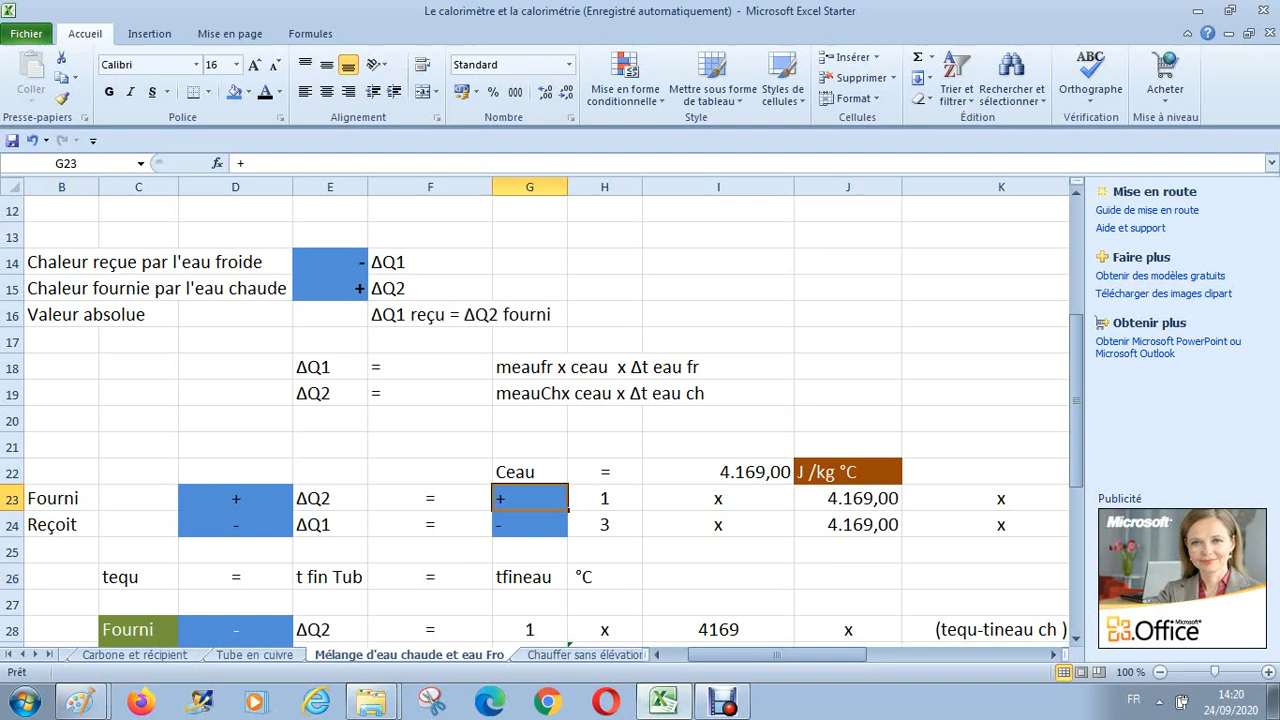 Le calorimètre et la calorimétrie (Enregistré automatiquement) - Microsoft Excel Starter
Fichier Accueil Insertion Mise en page Formules
Coller
Presse-papiers
Calibri 16
G I S
Police
Alignement
Standard
% 000
Nombre
Mise en forme conditionnelle
Mettre sous forme de tableau
Styles de cellules
Style
Insérer
Supprimer
Format
Cellules
Σ
Trier et filtrer
Rechercher et sélectionner
Édition
ABC
Orthographe
Vérification
Acheter
Mise à niveau
G23 fx +
B C D E F G H I J K
12
13
14 Chaleur reçue par l'eau froide - ΔQ1
15 Chaleur fournie par l'eau chaude + ΔQ2
16 Valeur absolue ΔQ1 reçu = ΔQ2 fourni
17
18 ΔQ1 = meaufr x ceau x Δt eau fr
19 ΔQ2 = meauChx ceau x Δt eau ch
20
21
22 Ceau = 4.169,00 J /kg °C
23 Fourni + ΔQ2 = + 1 x 4.169,00 x
24 Reçoit - ΔQ1 = - 3 x 4.169,00 x
25
26 tequ = t fin Tub = tfineau °C
27
28 Fourni - ΔQ2 = 1 x 4169 x (tequ-tineau ch )
Carbone et récipient Tube en cuivre Mélange d'eau chaude et eau Fro Chauffer sans élévation
Prêt
100 %
Mise en route
Guide de mise en route
Aide et support
Faire plus
Obtenir des modèles gratuits
Télécharger des images clipart
Obtenir plus
Obtenir Microsoft PowerPoint ou
Microsoft Outlook
Publicité
Microsoft
Office
FR
14:20
24/09/2020